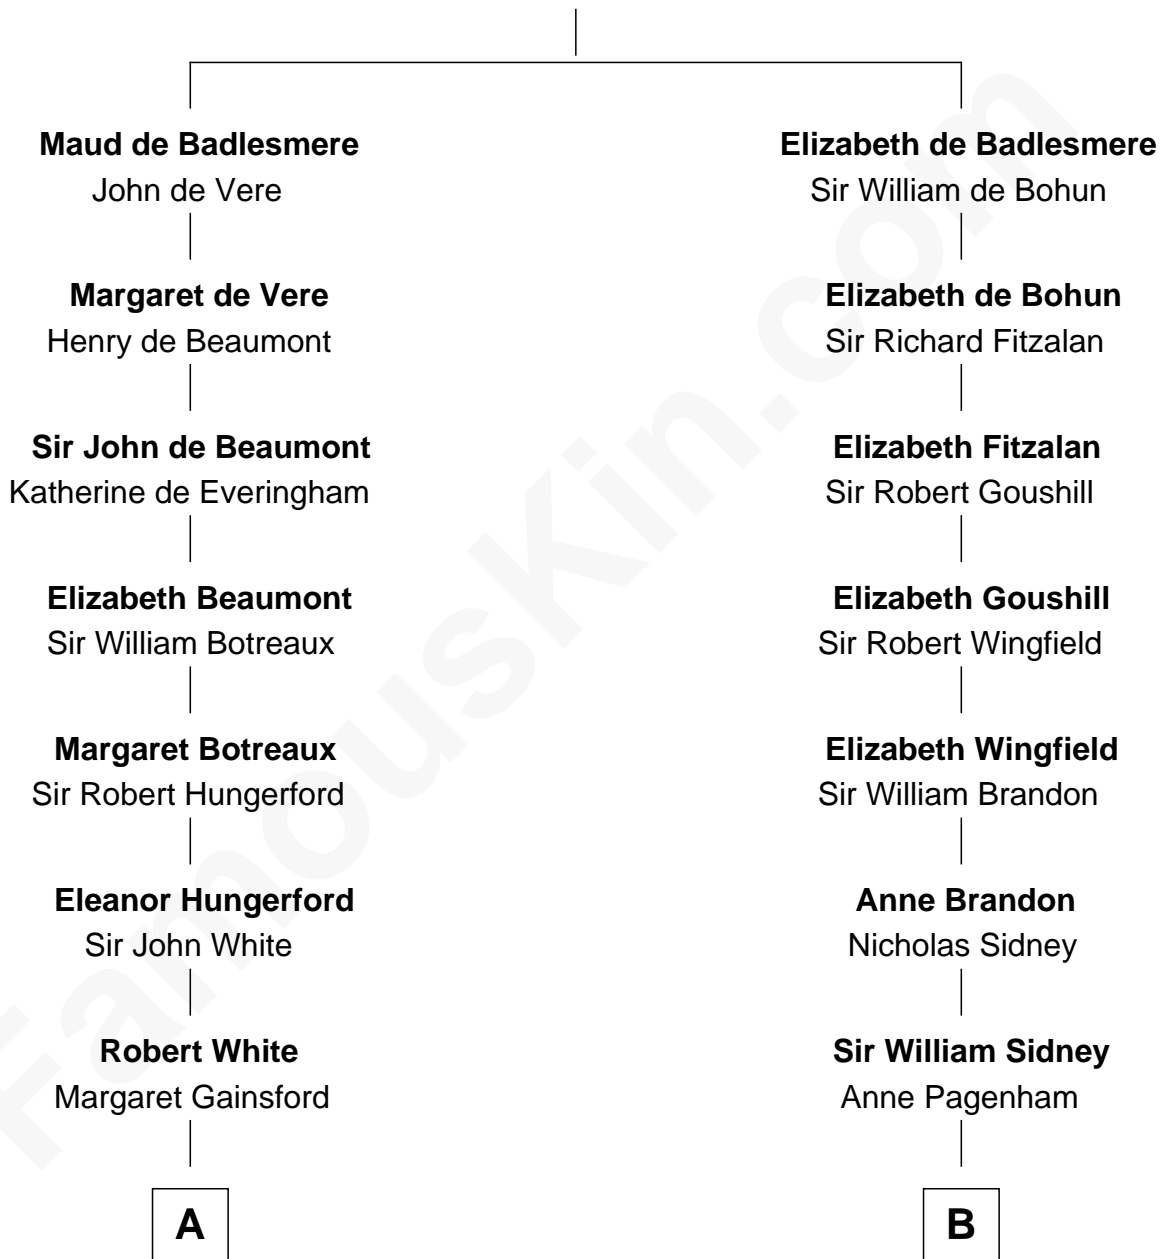 Maud de Badlesmere
John de Vere
Elizabeth de Badlesmere
Sir William de Bohun
Margaret de Vere
Henry de Beaumont
Elizabeth de Bohun
Sir Richard Fitzalan
Sir John de Beaumont
Katherine de Everingham
Elizabeth Fitzalan
Sir Robert Goushill
Elizabeth Beaumont
Sir William Botreaux
Elizabeth Goushill
Sir Robert Wingfield
Margaret Botreaux
Sir Robert Hungerford
Elizabeth Wingfield
Sir William Brandon
Eleanor Hungerford
Sir John White
Anne Brandon
Nicholas Sidney
Robert White
Margaret Gainsford
Sir William Sidney
Anne Pagenham
A
B
FamousKin.com